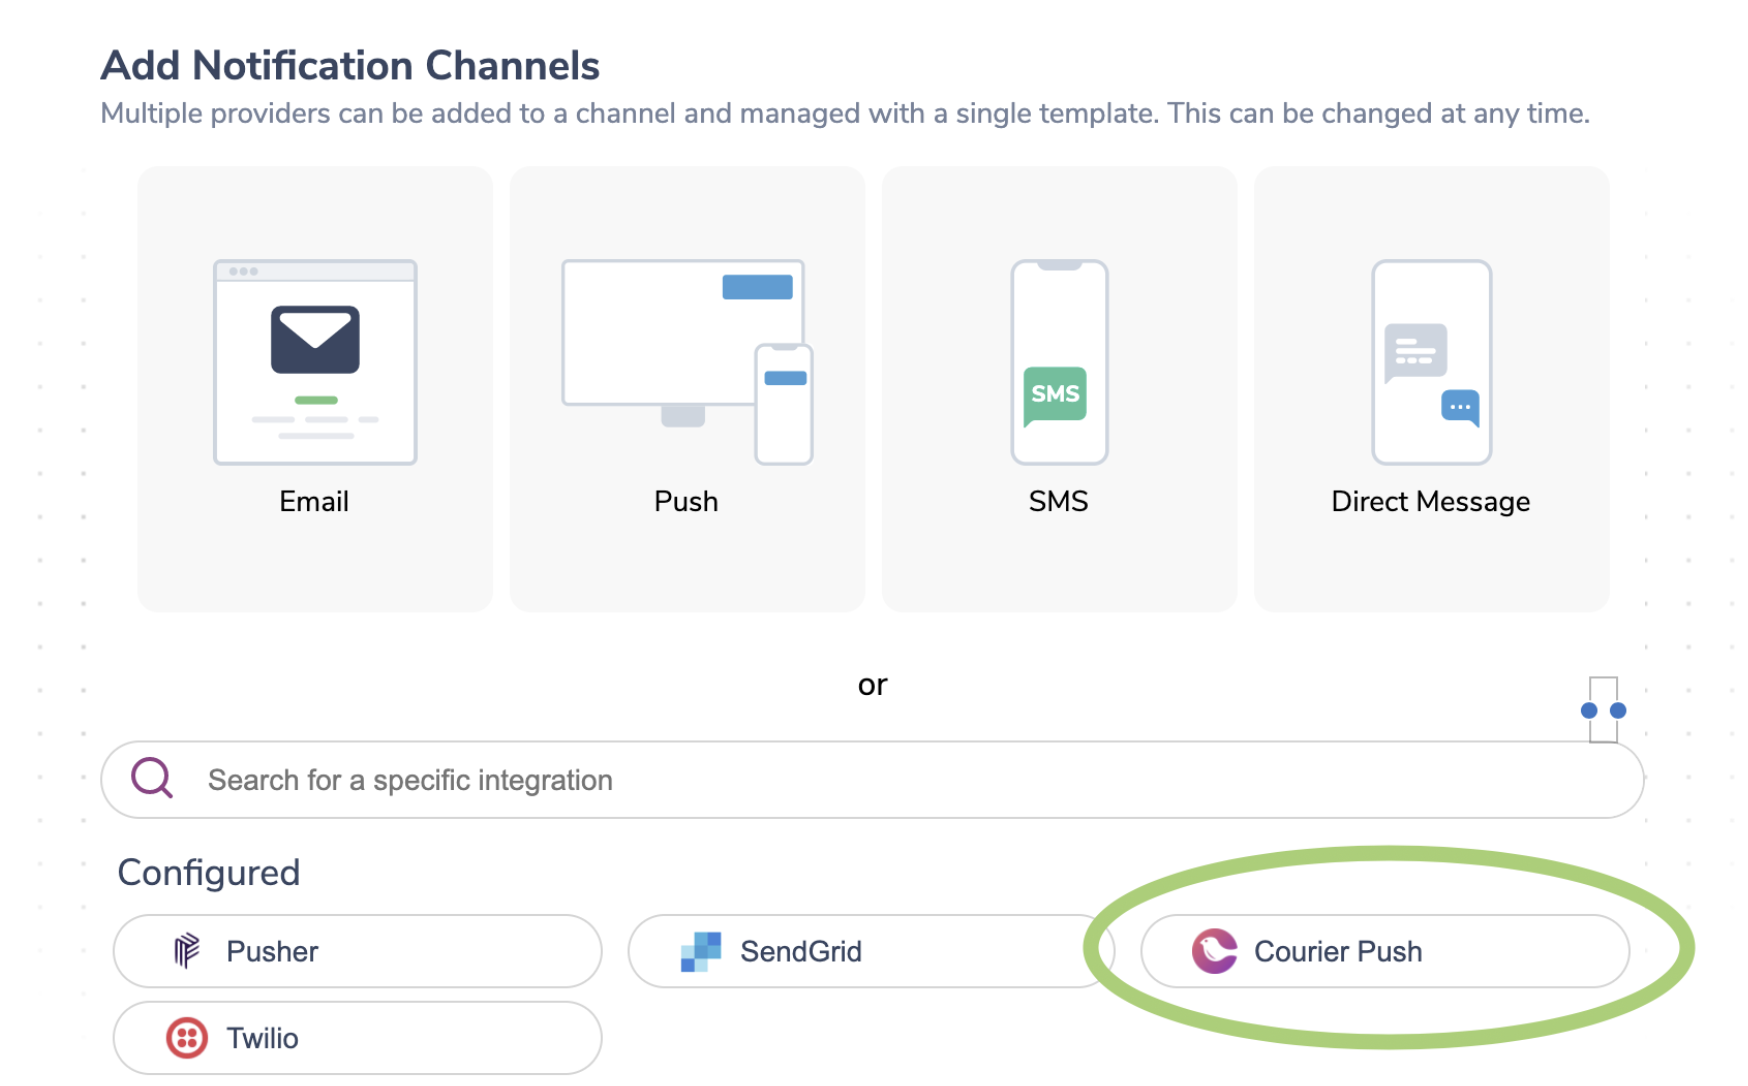 Add Notification Channels
Multiple providers can be added to a channel and managed with a single template. This can be changed at any time.
SMS
Email
Push
SMS
Direct Message
or
Search for a specific integration
Configured
Pusher
SendGrid
Courier Push
Twilio